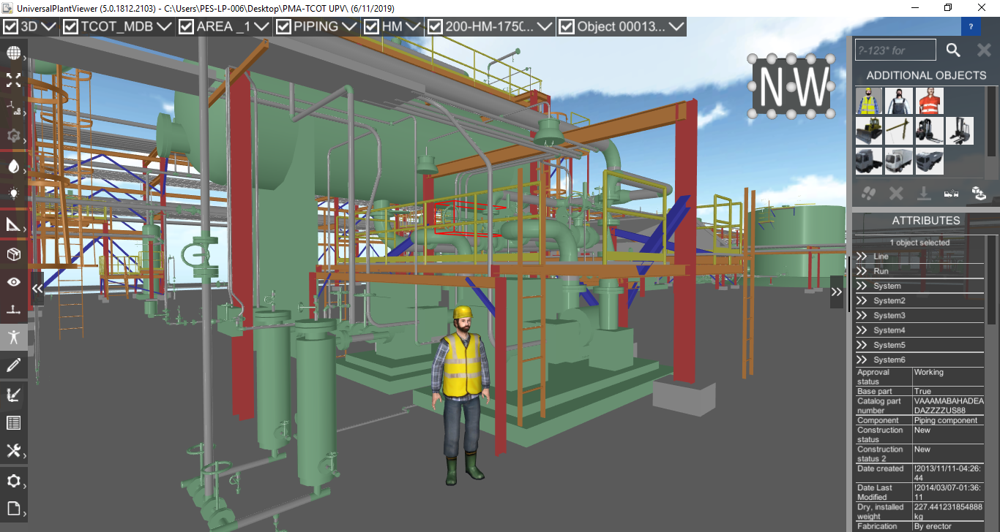 UniversalPlantViewer (5.0.1812.2103) - C:\Users\PES-LP-006\Desktop\PMA-TCOT UPV\ (6/11/2019)
3D TCOT_MDB AREA _1 PIPING HM 200-HM-1750... Object 00013... ?
?-123* for
ADDITIONAL OBJECTS
NW
ATTRIBUTES
1 object selected
Line
Run
System
System2
System3
System4
System5
System6
Approval status Working
Base part True
Catalog part number VAAAMABAHADEADAZZZZUS88
Component Piping component
Construction status New
Construction status 2 New
Date created !2013/11/11-04:26:44
Date Last Modified !2014/03/07-01:36:11
Dry, installed weight 227.441231854888 kg
Fabrication By erector